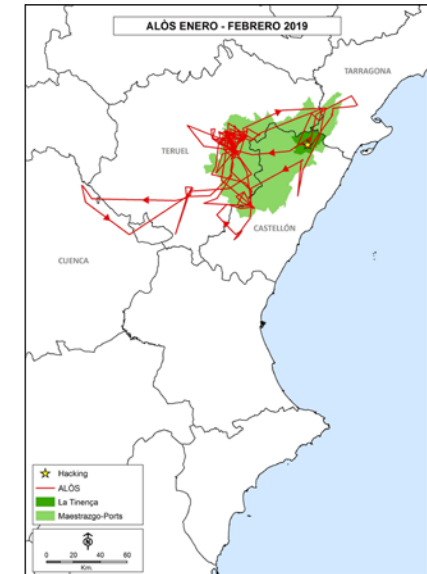 ALÒS ENERO - FEBRERO 2019
TARRAGONA
TERUEL
CASTELLÓN
CUENCA
Hacking
ALÒS
La Tinença
Maestrazgo-Ports
0 20 40 60
Km.